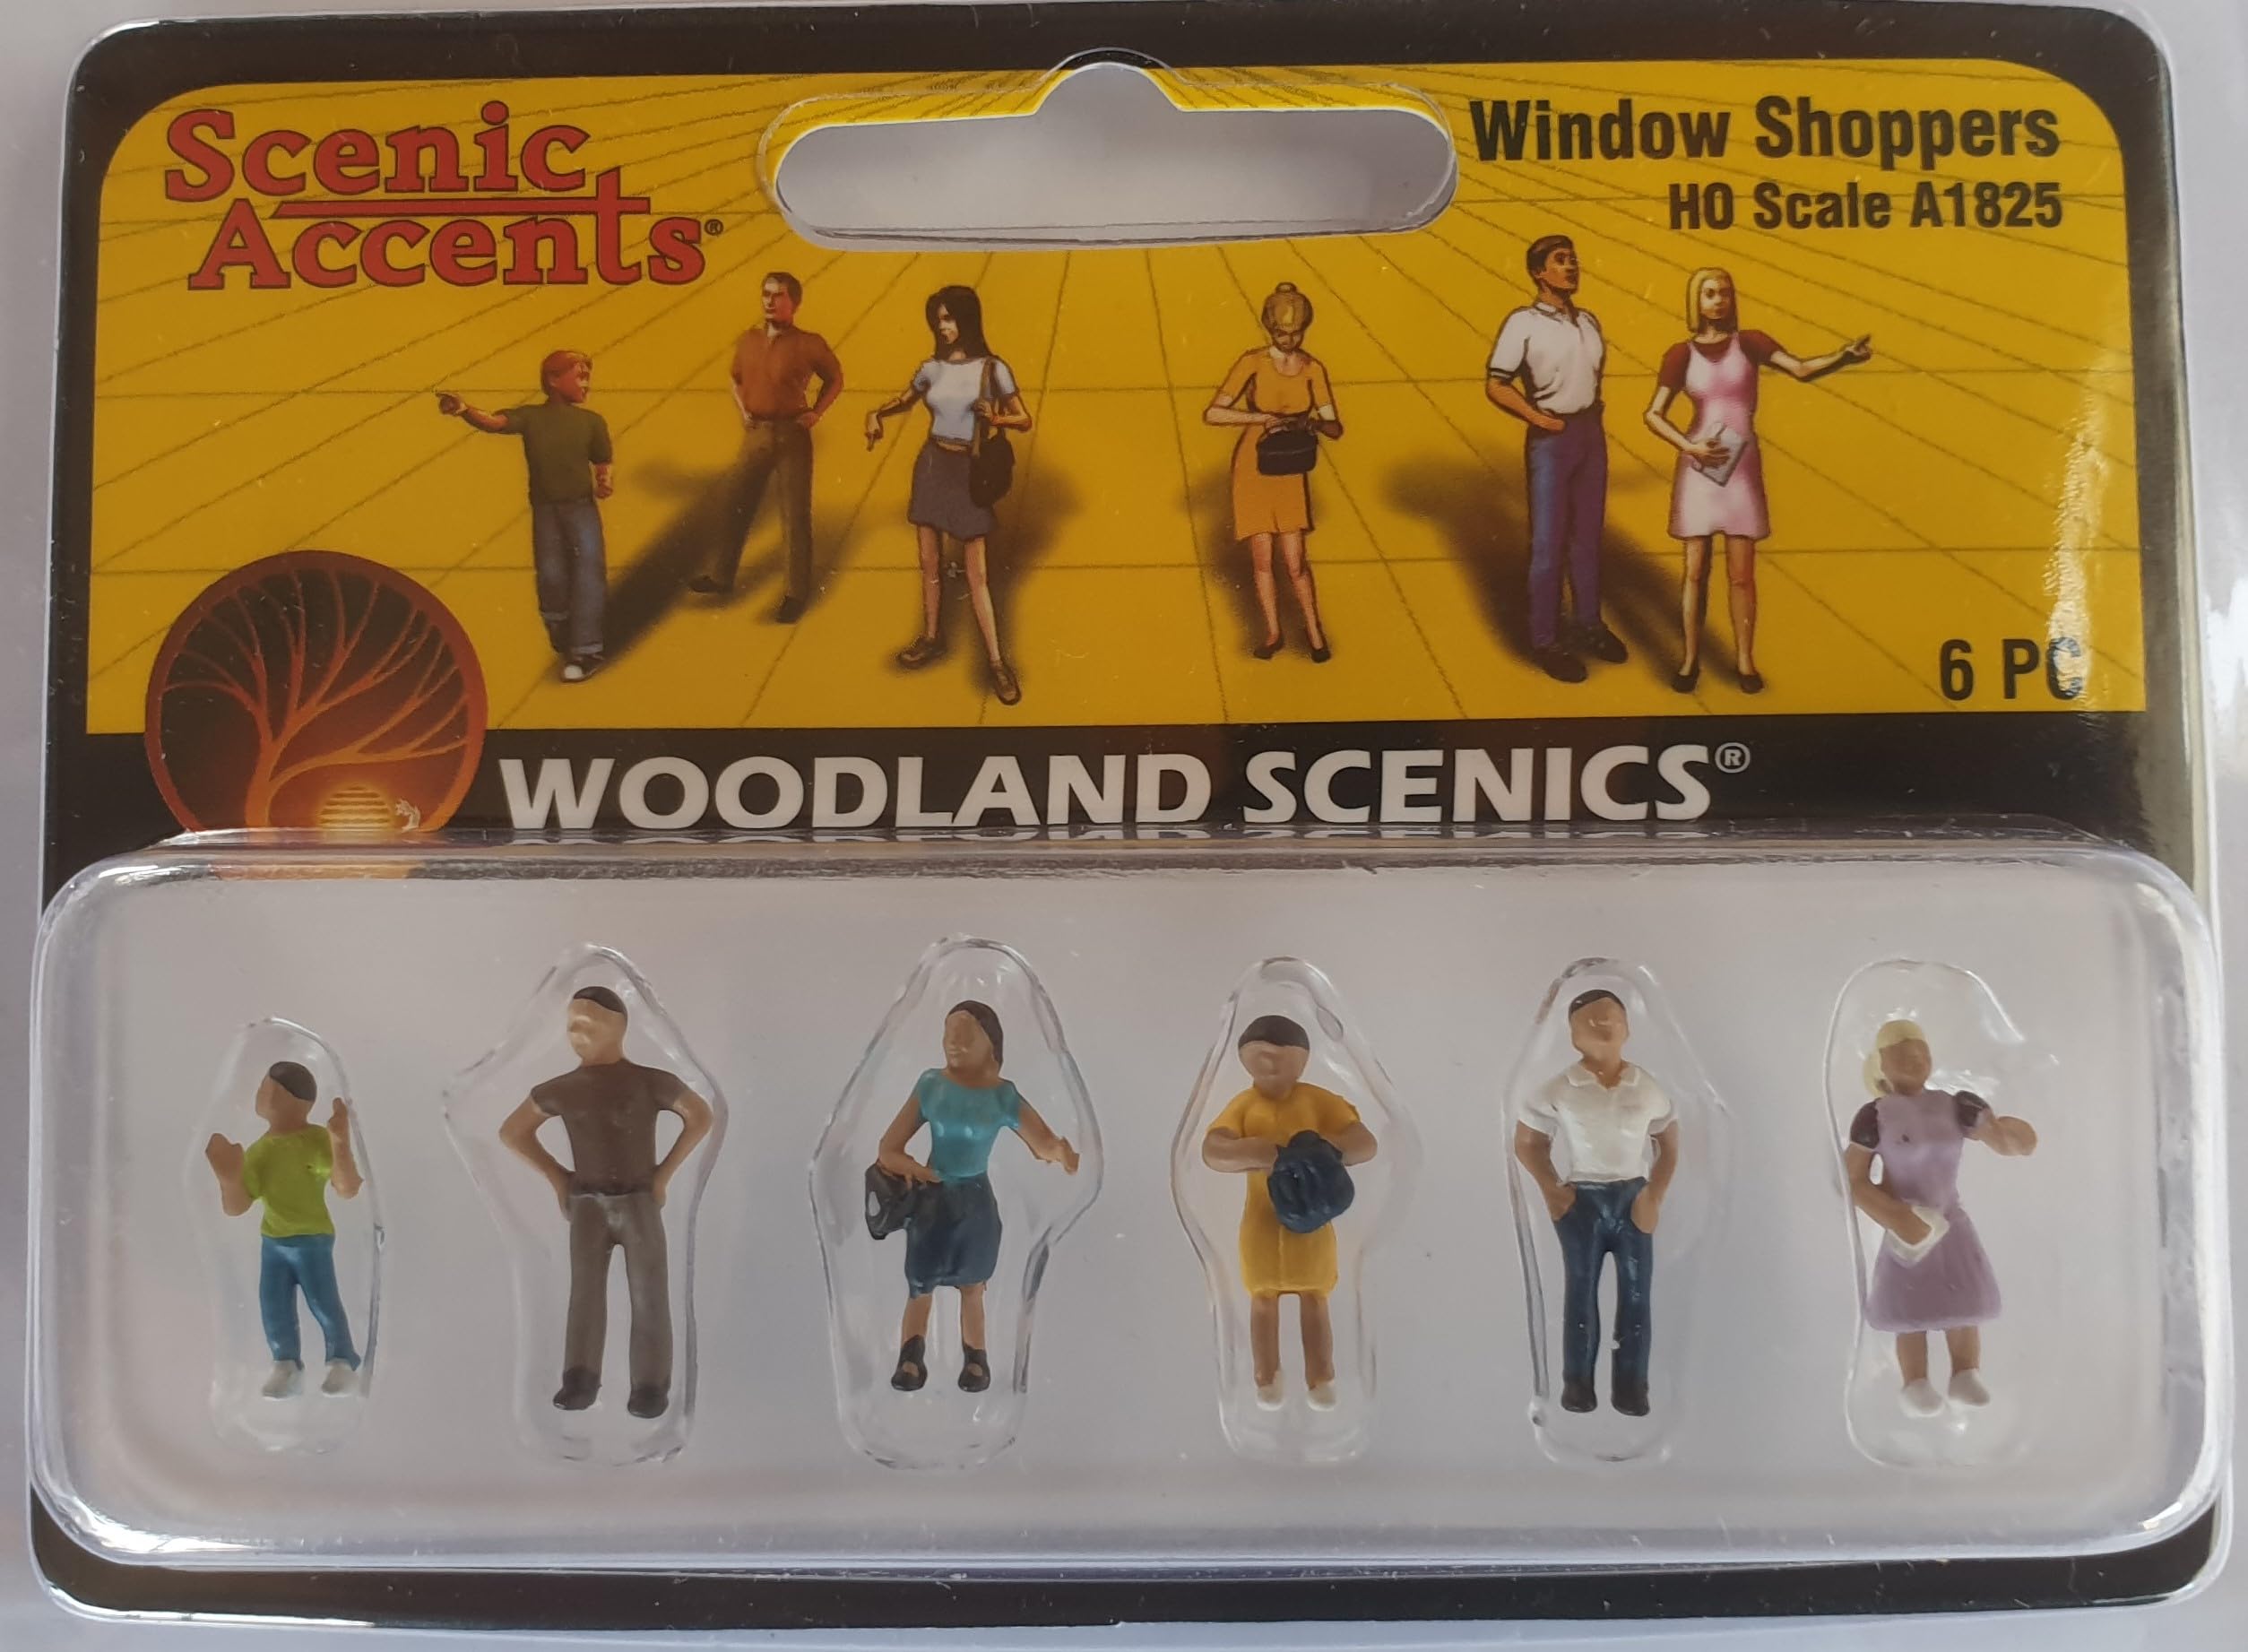 Scenic
Accents®
Window Shoppers
HO Scale A1825
6 PC
WOODLAND SCENICS®